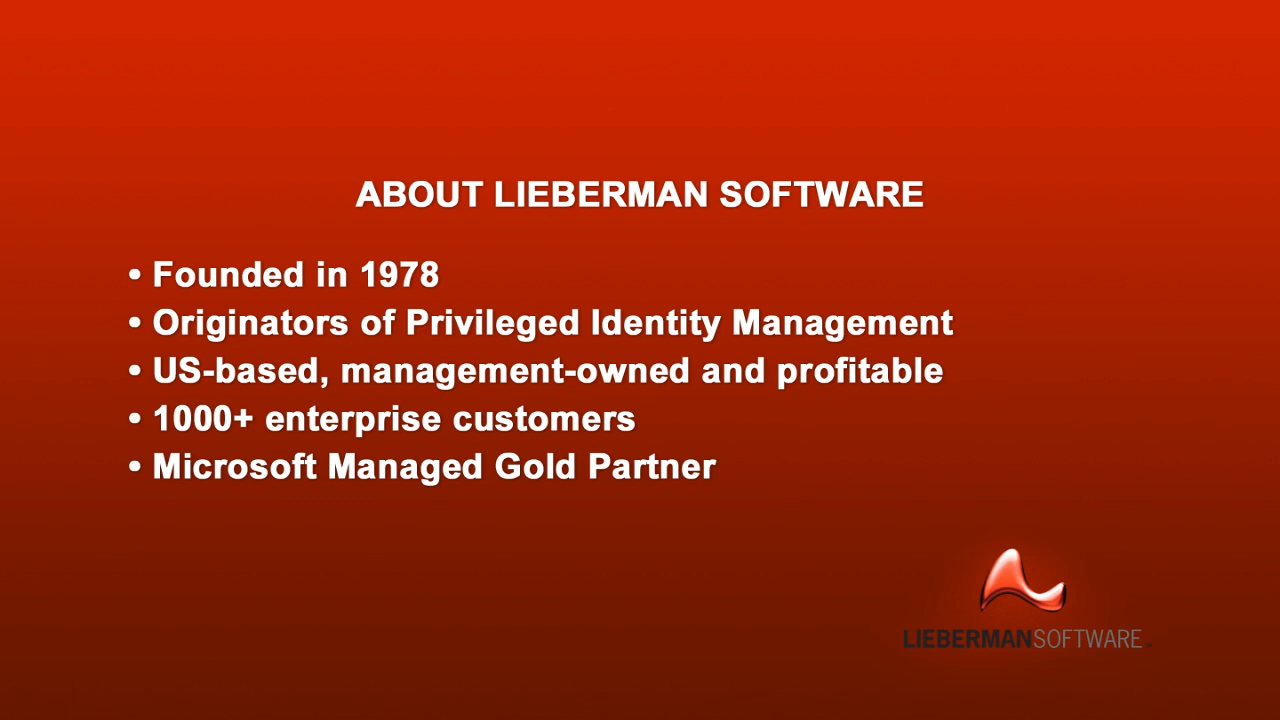 ABOUT LIEBERMAN SOFTWARE
• Founded in 1978
• Originators of Privileged Identity Management
• US-based, management-owned and profitable
• 1000+ enterprise customers
• Microsoft Managed Gold Partner
LIEBERMANSOFTWARE